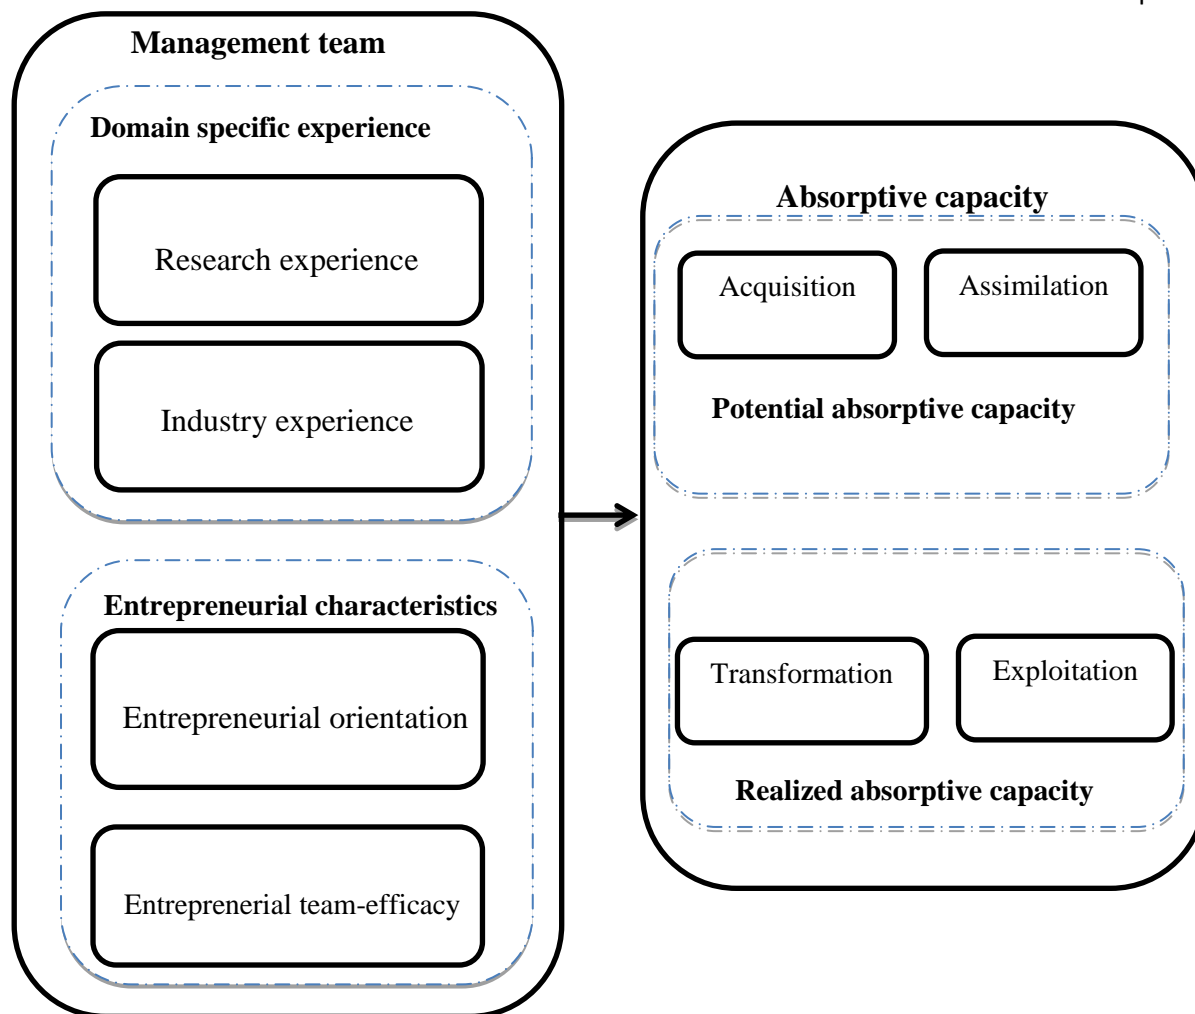 Management team
Domain specific experience
Research experience
Industry experience
Entrepreneurial characteristics
Entrepreneurial orientation
Entreprenerial team-efficacy
Absorptive capacity
Acquisition
Assimilation
Potential absorptive capacity
Transformation
Exploitation
Realized absorptive capacity